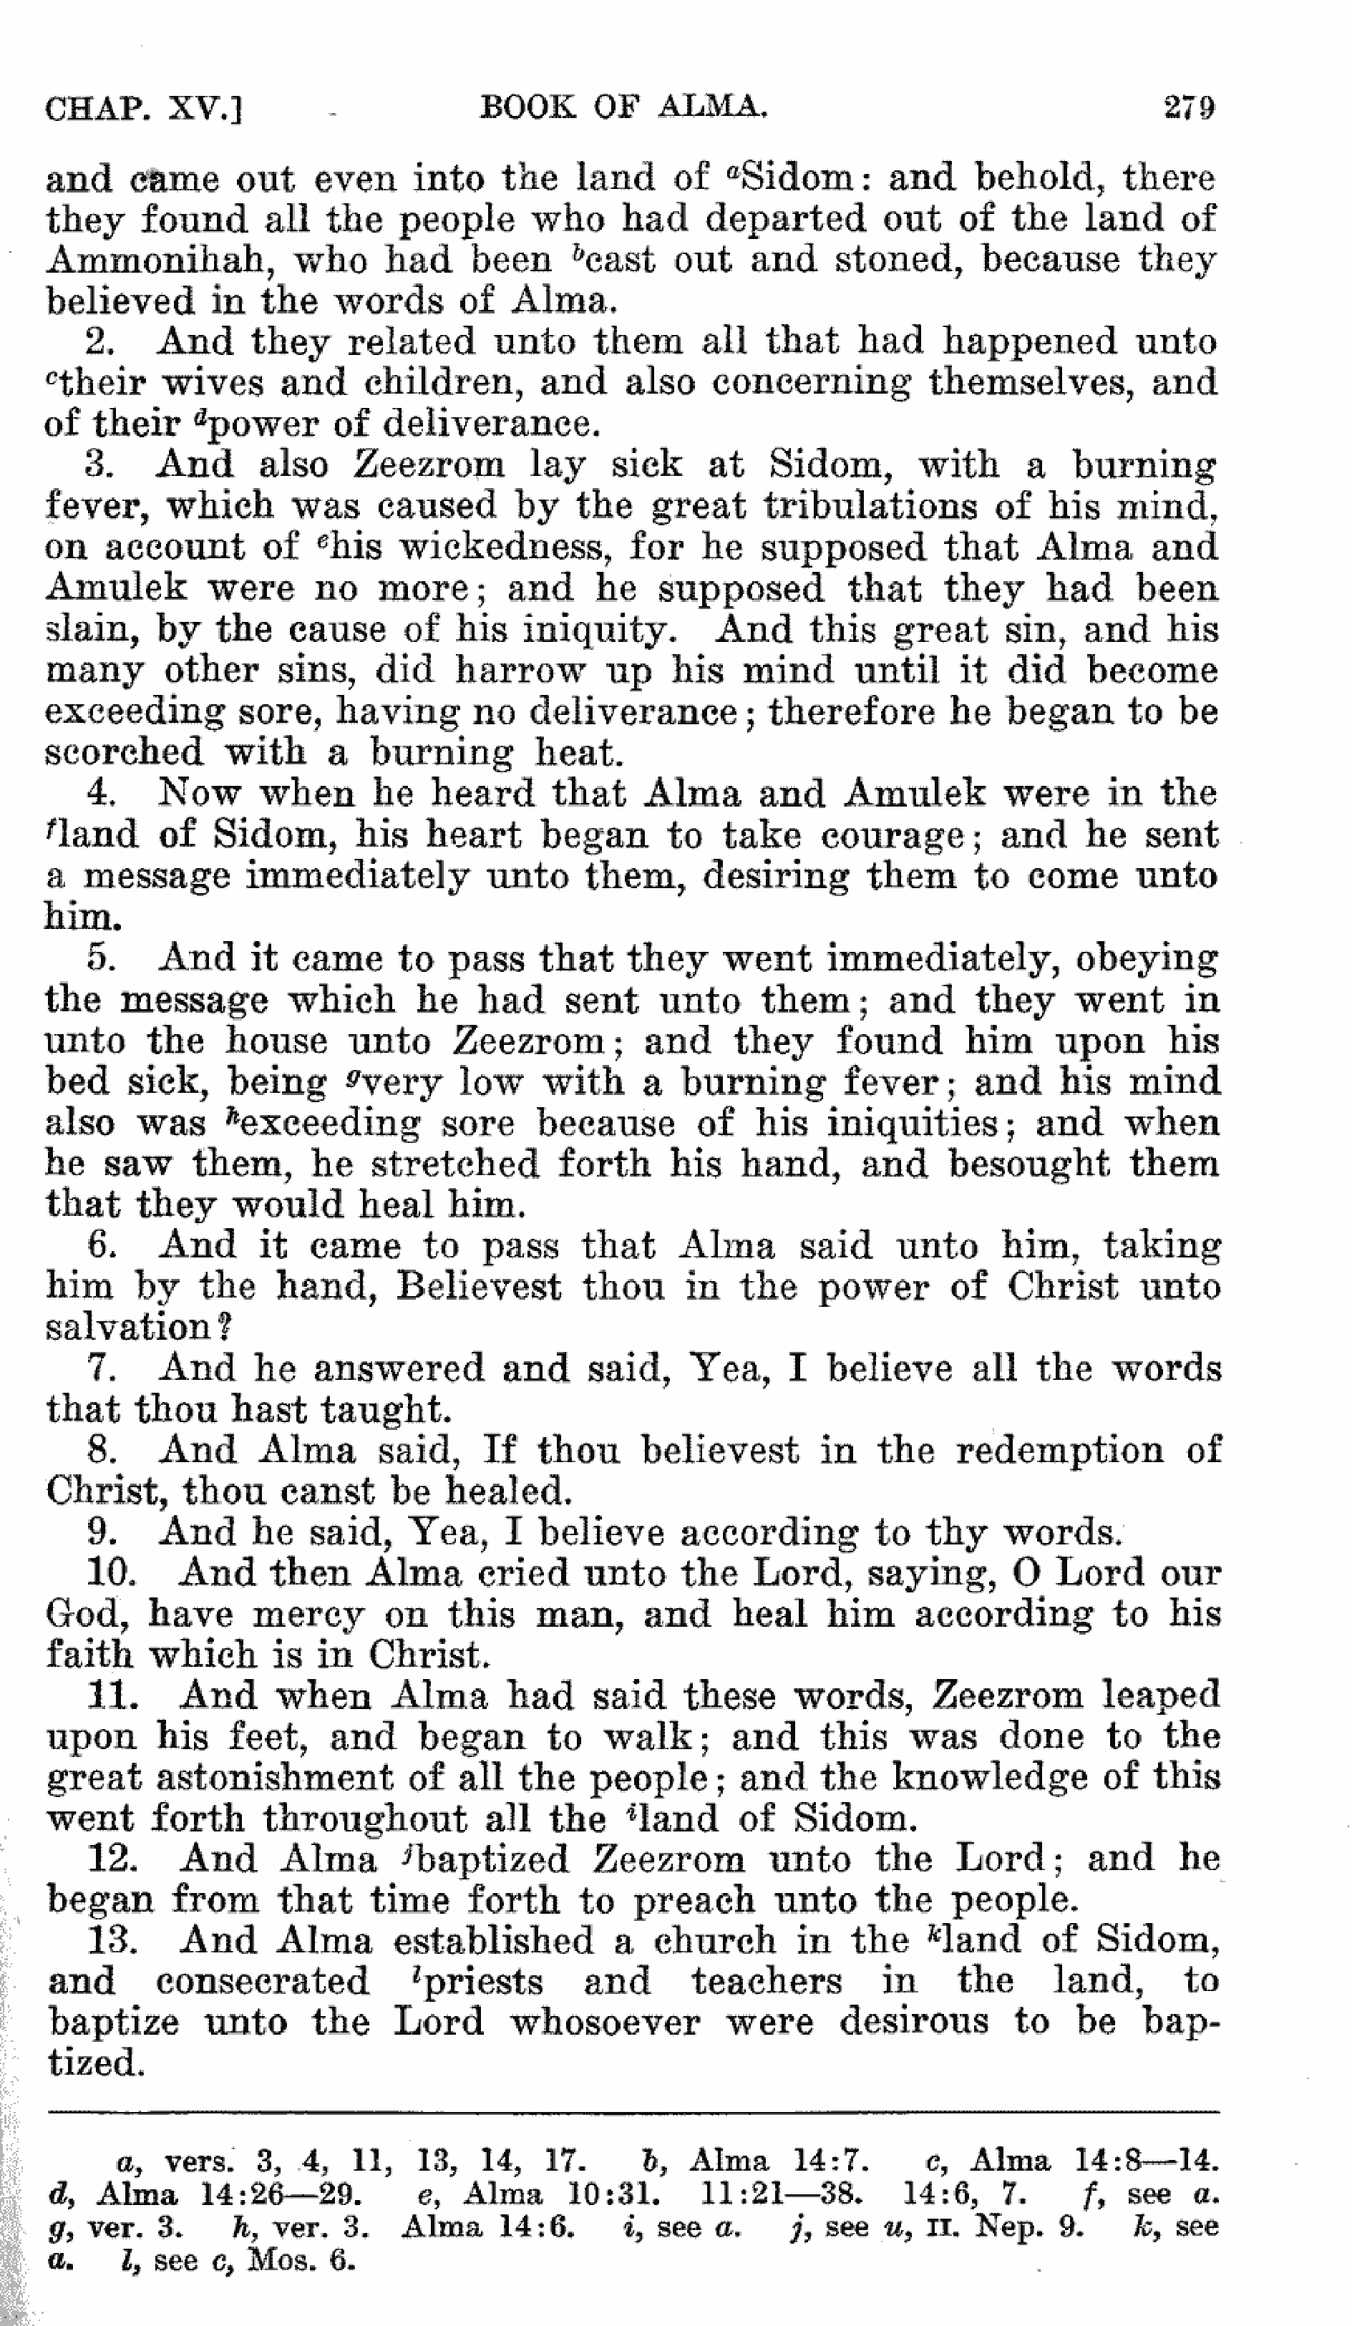 CHAP. XV.] BOOK OF ALMA. 279
and came out even into the land of ᵃSidom: and behold, there
they found all the people who had departed out of the land of
Ammonihah, who had been ᵇcast out and stoned, because they
believed in the words of Alma.
2. And they related unto them all that had happened unto
ᶜtheir wives and children, and also concerning themselves, and
of their ᵈpower of deliverance.
3. And also Zeezrom lay sick at Sidom, with a burning
fever, which was caused by the great tribulations of his mind,
on account of ᵉhis wickedness, for he supposed that Alma and
Amulek were no more; and he supposed that they had been
slain, by the cause of his iniquity. And this great sin, and his
many other sins, did harrow up his mind until it did become
exceeding sore, having no deliverance; therefore he began to be
scorched with a burning heat.
4. Now when he heard that Alma and Amulek were in the
ᶠland of Sidom, his heart began to take courage; and he sent
a message immediately unto them, desiring them to come unto
him.
5. And it came to pass that they went immediately, obeying
the message which he had sent unto them; and they went in
unto the house unto Zeezrom; and they found him upon his
bed sick, being ᵍvery low with a burning fever; and his mind
also was ʰexceeding sore because of his iniquities; and when
he saw them, he stretched forth his hand, and besought them
that they would heal him.
6. And it came to pass that Alma said unto him, taking
him by the hand, Believest thou in the power of Christ unto
salvation?
7. And he answered and said, Yea, I believe all the words
that thou hast taught.
8. And Alma said, If thou believest in the redemption of
Christ, thou canst be healed.
9. And he said, Yea, I believe according to thy words.
10. And then Alma cried unto the Lord, saying, O Lord our
God, have mercy on this man, and heal him according to his
faith which is in Christ.
11. And when Alma had said these words, Zeezrom leaped
upon his feet, and began to walk; and this was done to the
great astonishment of all the people; and the knowledge of this
went forth throughout all the ⁱland of Sidom.
12. And Alma ʲbaptized Zeezrom unto the Lord; and he
began from that time forth to preach unto the people.
13. And Alma established a church in the ᵏland of Sidom,
and consecrated ˡpriests and teachers in the land, to
baptize unto the Lord whosoever were desirous to be bap-
tized.
a, vers. 3, 4, 11, 13, 14, 17. b, Alma 14:7. c, Alma 14:8—14.
d, Alma 14:26—29. e, Alma 10:31. 11:21—38. 14:6, 7. f, see a.
g, ver. 3. h, ver. 3. Alma 14:6. i, see a. j, see u, II. Nep. 9. k, see
a. l, see c, Mos. 6.